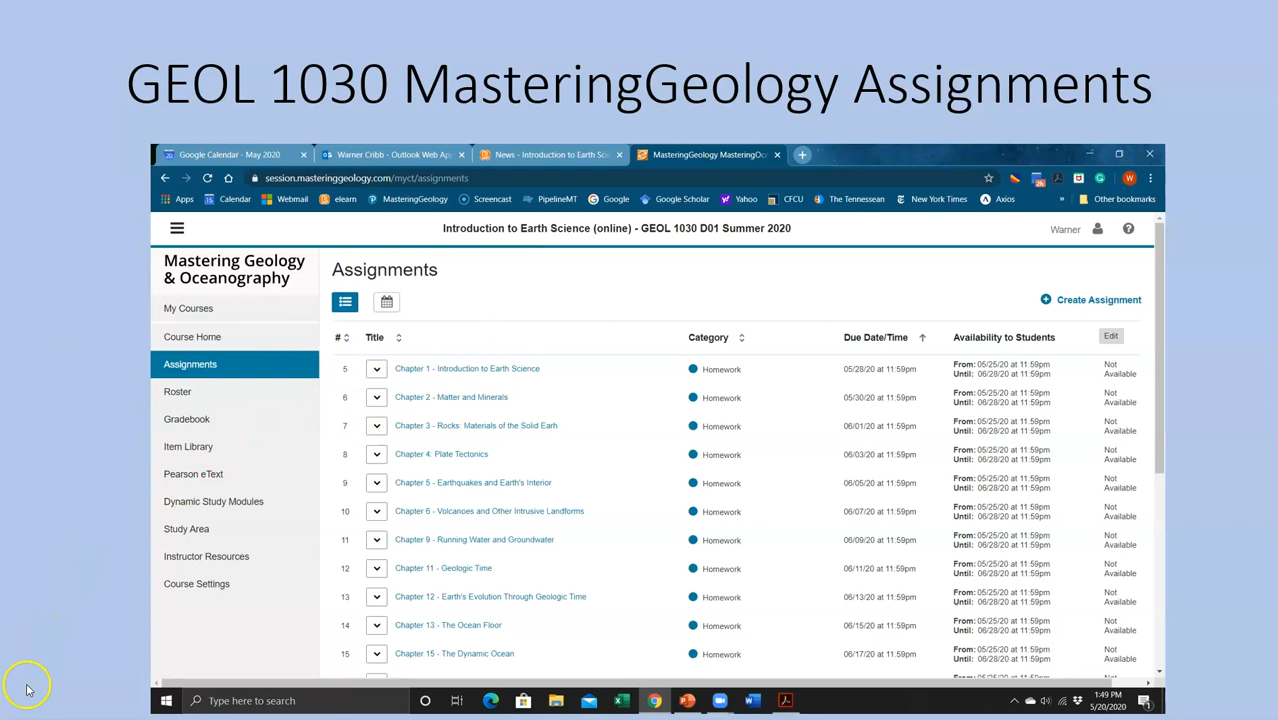 GEOL 1030 MasteringGeology Assignments
Google Calendar - May 2020
Warner Cribb - Outlook Web Ap
News - Introduction to Earth Scie
MasteringGeology MasteringOc
session.masteringgeology.com/myct/assignments
Apps Calendar Webmail elearn MasteringGeology Screencast PipelineMT Google Google Scholar Yahoo CFCU The Tennessean New York Times Axios » Other bookmarks
Introduction to Earth Science (online) - GEOL 1030 D01 Summer 2020
Warner
Mastering Geology
& Oceanography
My Courses
Course Home
Assignments
Roster
Gradebook
Item Library
Pearson eText
Dynamic Study Modules
Study Area
Instructor Resources
Course Settings
Assignments
Create Assignment
# Title Category Due Date/Time Availability to Students Edit
5 Chapter 1 - Introduction to Earth Science Homework 05/28/20 at 11:59pm From: 05/25/20 at 11:59pm Not
Until: 06/28/20 at 11:59pm Available
6 Chapter 2 - Matter and Minerals Homework 05/30/20 at 11:59pm From: 05/25/20 at 11:59pm Not
Until: 06/28/20 at 11:59pm Available
7 Chapter 3 - Rocks: Materials of the Solid Earh Homework 06/01/20 at 11:59pm From: 05/25/20 at 11:59pm Not
Until: 06/28/20 at 11:59pm Available
8 Chapter 4: Plate Tectonics Homework 06/03/20 at 11:59pm From: 05/25/20 at 11:59pm Not
Until: 06/28/20 at 11:59pm Available
9 Chapter 5 - Earthquakes and Earth's Interior Homework 06/05/20 at 11:59pm From: 05/25/20 at 11:59pm Not
Until: 06/28/20 at 11:59pm Available
10 Chapter 6 - Volcanoes and Other Intrusive Landforms Homework 06/07/20 at 11:59pm From: 05/25/20 at 11:59pm Not
Until: 06/28/20 at 11:59pm Available
11 Chapter 9 - Running Water and Groundwater Homework 06/09/20 at 11:59pm From: 05/25/20 at 11:59pm Not
Until: 06/28/20 at 11:59pm Available
12 Chapter 11 - Geologic Time Homework 06/11/20 at 11:59pm From: 05/25/20 at 11:59pm Not
Until: 06/28/20 at 11:59pm Available
13 Chapter 12 - Earth's Evolution Through Geologic Time Homework 06/13/20 at 11:59pm From: 05/25/20 at 11:59pm Not
Until: 06/28/20 at 11:59pm Available
14 Chapter 13 - The Ocean Floor Homework 06/15/20 at 11:59pm From: 05/25/20 at 11:59pm Not
Until: 06/28/20 at 11:59pm Available
15 Chapter 15 - The Dynamic Ocean Homework 06/17/20 at 11:59pm From: 05/25/20 at 11:59pm Not
Until: 06/28/20 at 11:59pm Available
Type here to search
1:49 PM
5/20/2020